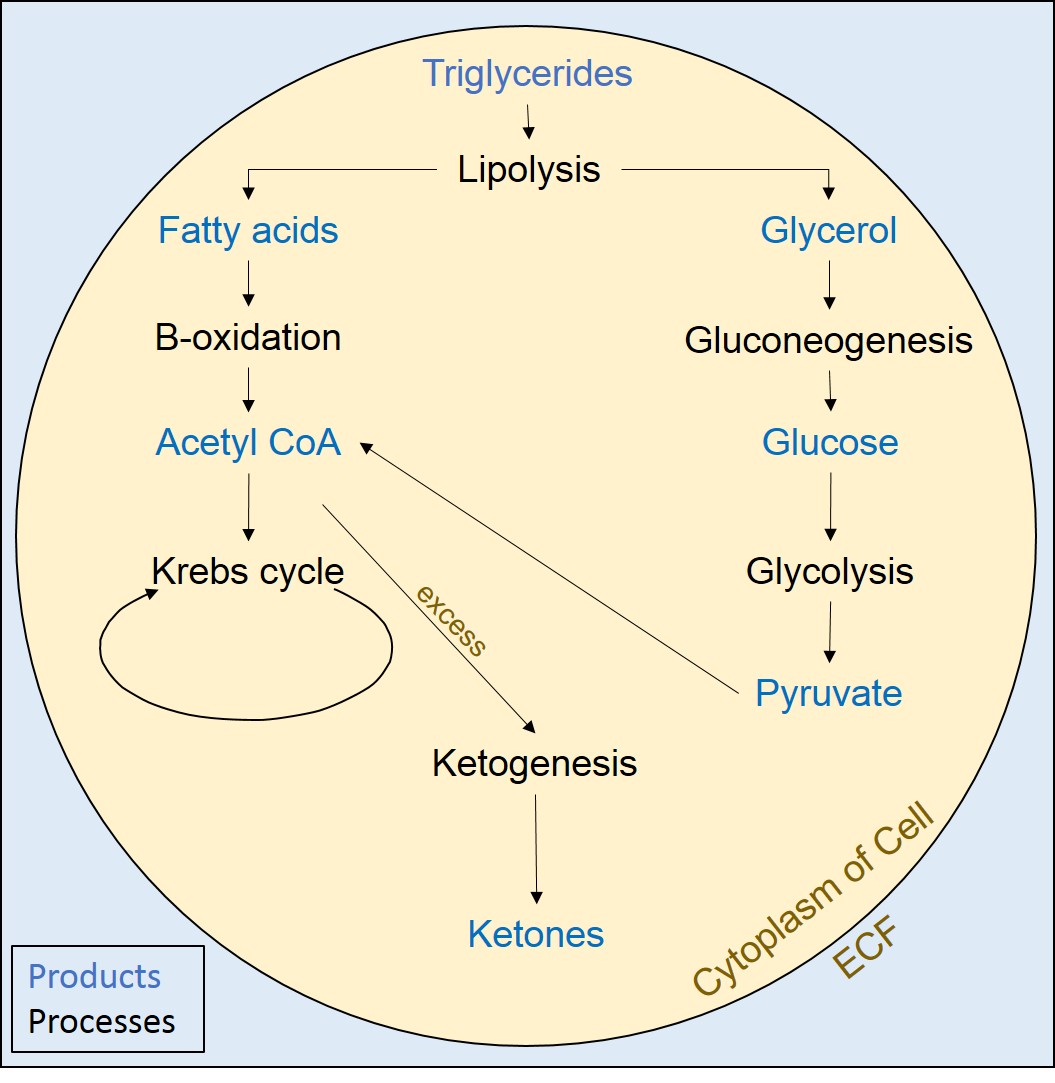 Triglycerides
Lipolysis
Fatty acids
Glycerol
B-oxidation
Gluconeogenesis
Acetyl CoA
Glucose
Krebs cycle
Glycolysis
excess
Pyruvate
Ketogenesis
Cytoplasm of Cell
Ketones
ECF
Products
Processes